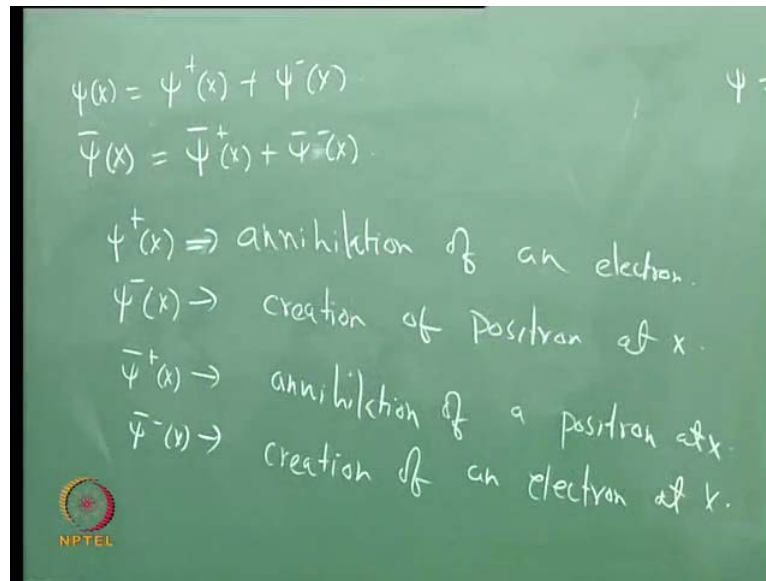 ψ(x) = ψ⁺(x) + ψ⁻(x)
ψ =
ψ̄(x) = ψ̄⁺(x) + ψ̄⁻(x).
ψ⁺(x) ⇒ annihilation of an electron.
ψ⁻(x) → creation of positron at x.
ψ̄⁺(x) → annihilation of a positron at x.
ψ̄⁻(x) → creation of an electron at x.
NPTEL